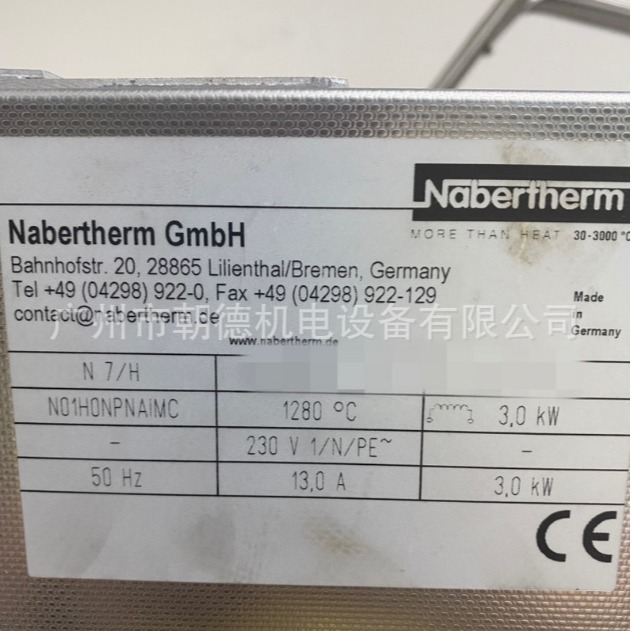 Nabertherm
MORE THAN HEAT 30-3000 °C
Nabertherm GmbH
Bahnhofstr. 20, 28865 Lilienthal/Bremen, Germany
Tel +49 (04298) 922-0, Fax +49 (04298) 922-129
contact@nabertherm.de
广州市朝德机电设备有限公司
www.nabertherm.de
Made
in
Germany
N 7/H
N01H0NPNAIMC 1280 °C 3,0 kW
- 230 V 1/N/PE~ -
50 Hz 13,0 A 3,0 kW
CE